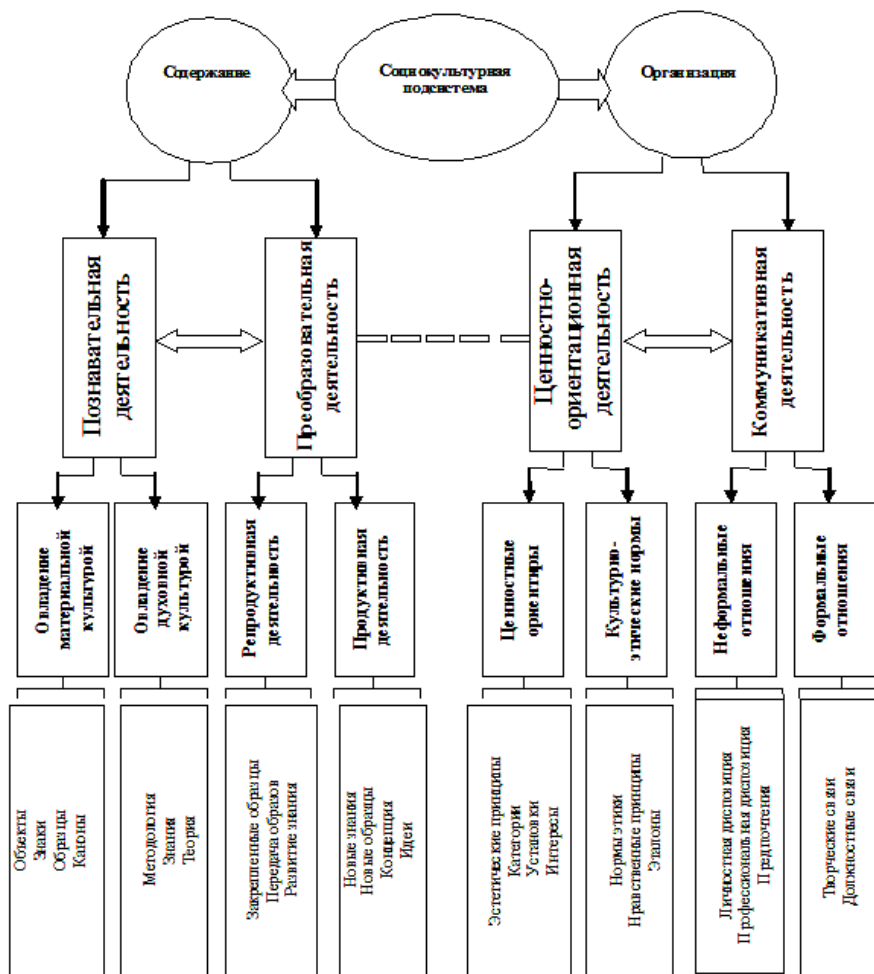 Содержание
Социокультурная
подсистема
Организация
Познавательная
деятельность
Преобразовательная
деятельность
Ценностно-
ориентационная
деятельность
Коммуникативная
деятельность
Овладение
материальной
культурой
Овладение
духовной
культурой
Репродуктивная
деятельность
Продуктивная
деятельность
Ценностные
ориентиры
Культурно-
этические нормы
Неформальные
отношения
Формальные
отношения
Объекты
Знаки
Образцы
Каноны
Методология
Знания
Теория
Закрепленные образцы
Передача образов
Развитие знания
Новые знания
Новые образцы
Концепция
Идеи
Эстетические принципы
Категории
Установки
Интересы
Нормы этики
Нравственные принципы
Эталоны
Личностная диспозиция
Профессиональная диспозиция
Предпочтения
Творческие связи
Должностные связи